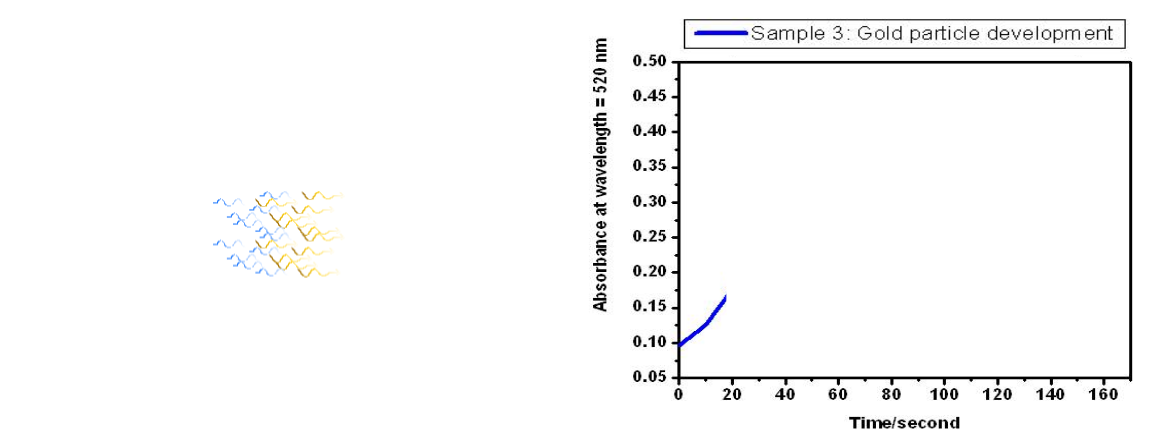 Sample 3: Gold particle development
Absorbance at wavelength = 520 nm
0.50
0.45
0.40
0.35
0.30
0.25
0.20
0.15
0.10
0.05
0 20 40 60 80 100 120 140 160
Time/second